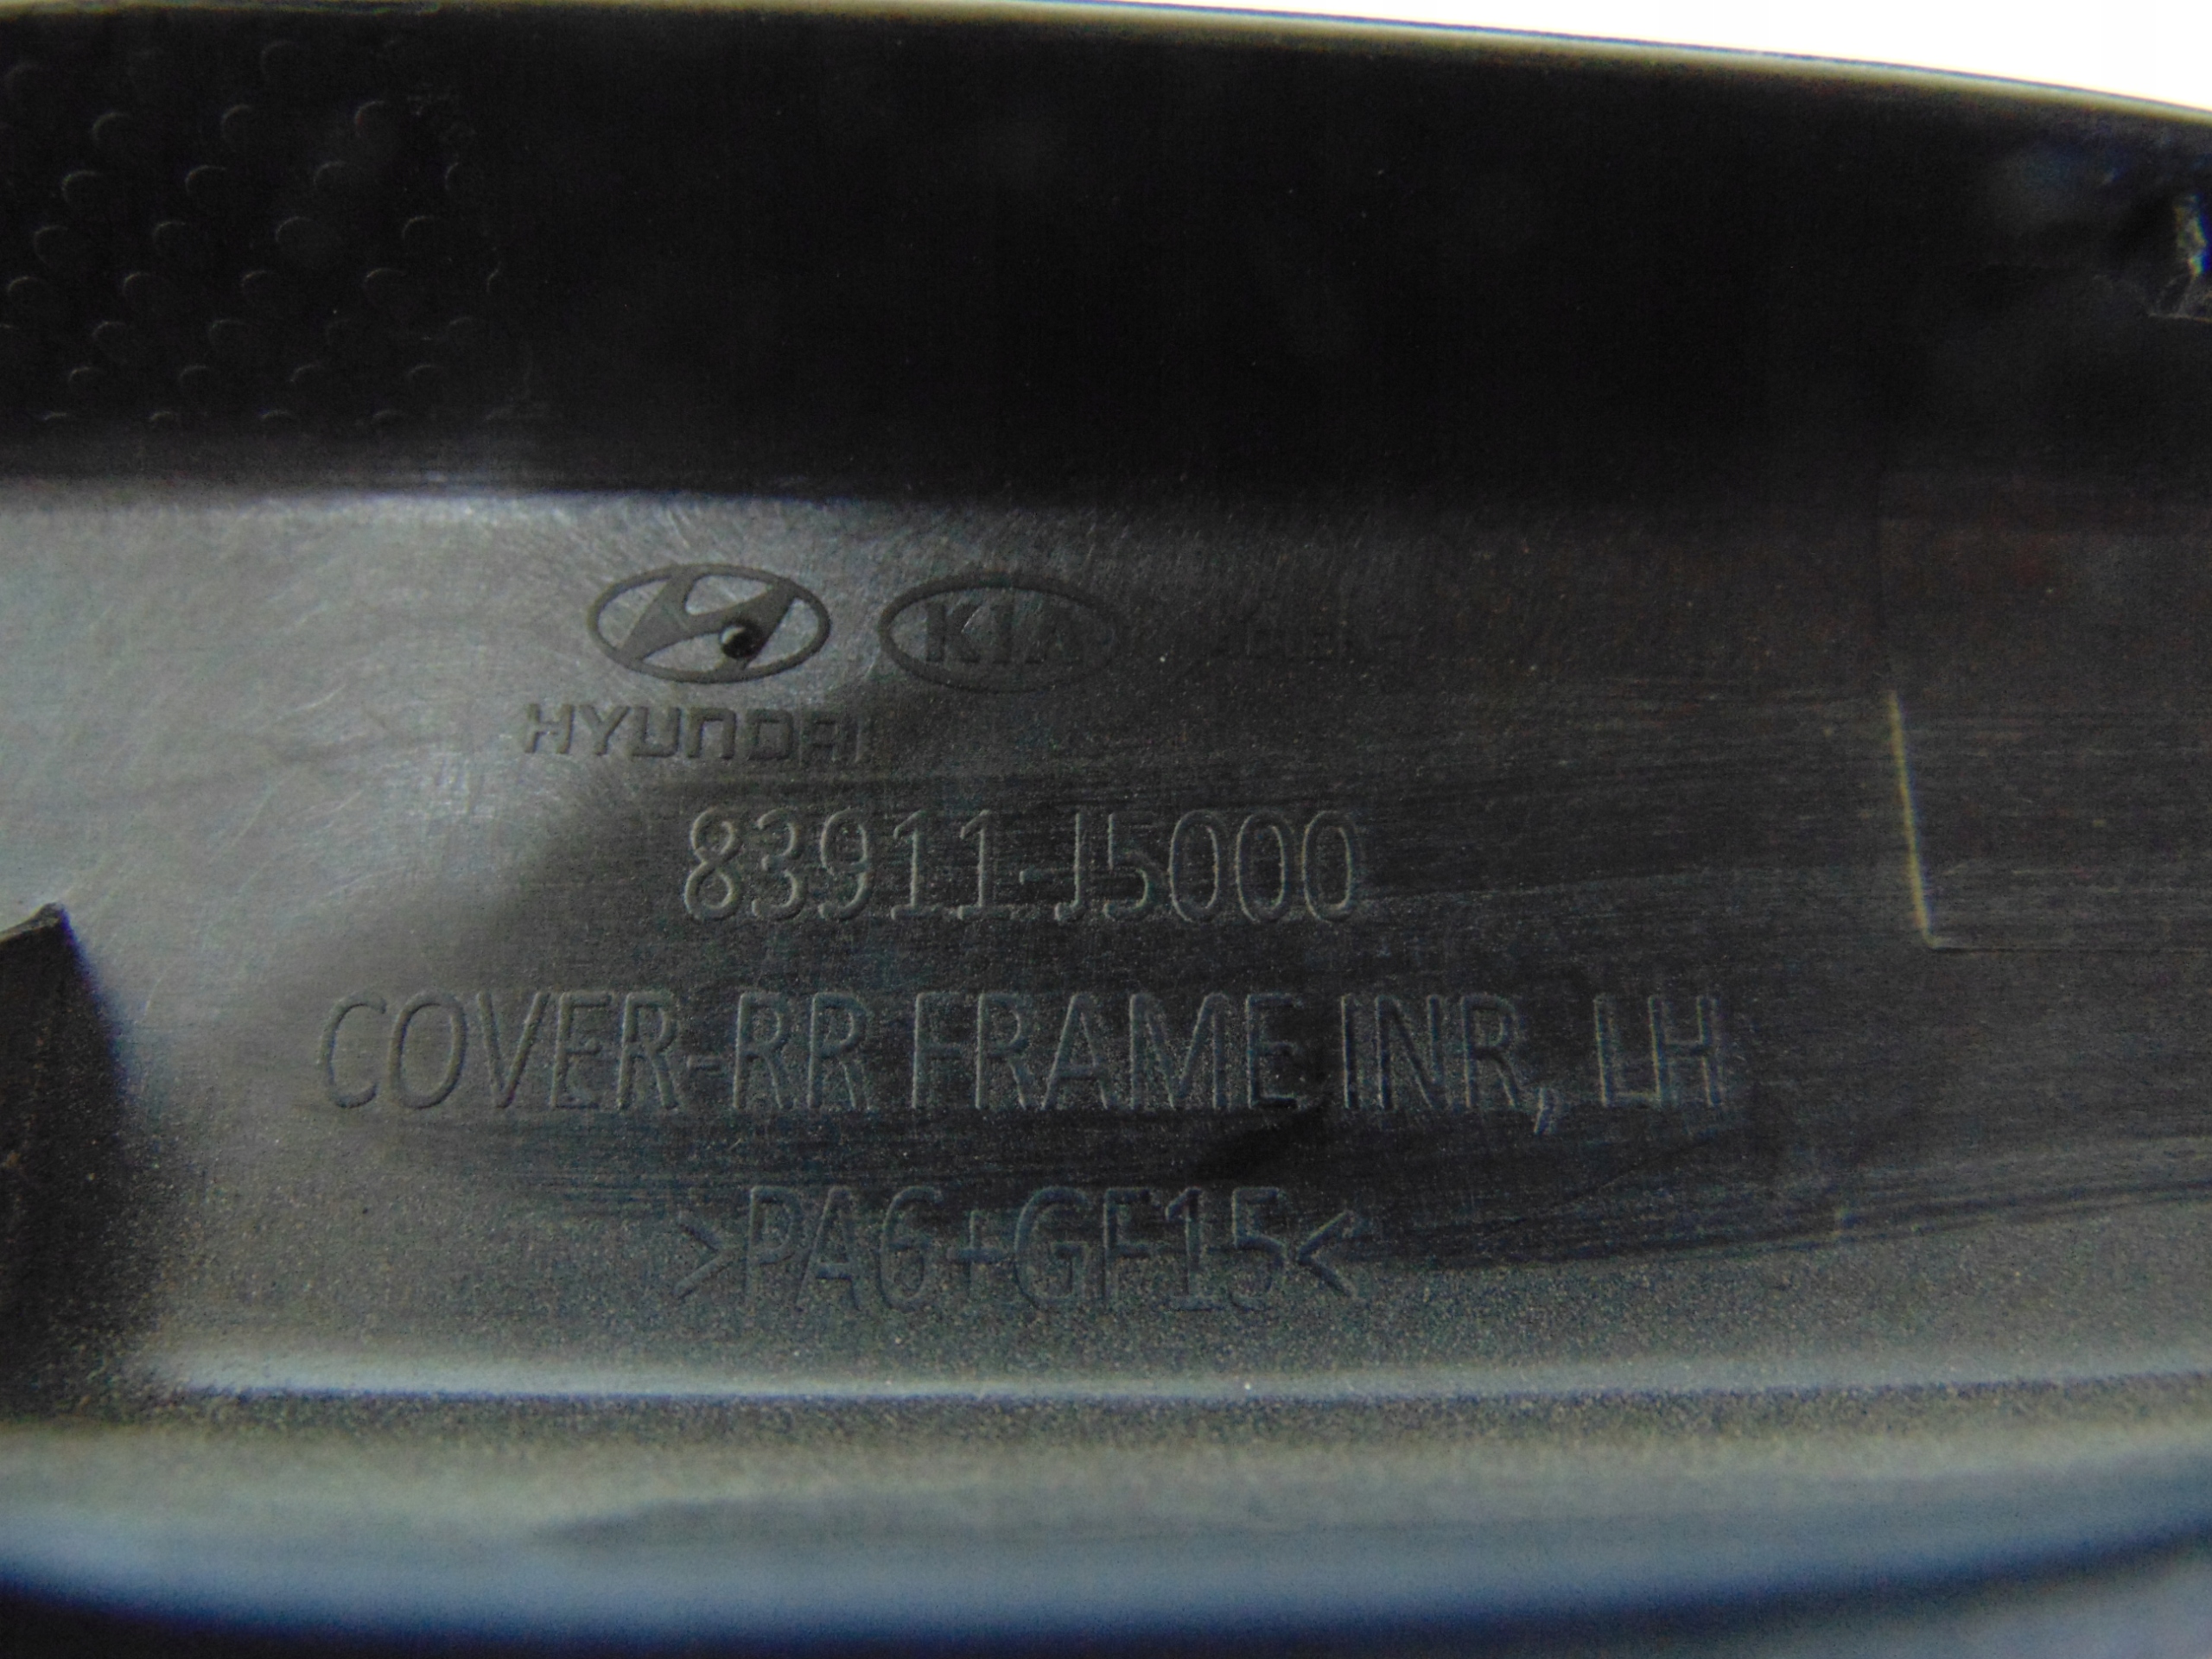 KIA
HYUNDAI
83911-J5000
COVER-RR FRAME INR, LH
>PA6+GF15<